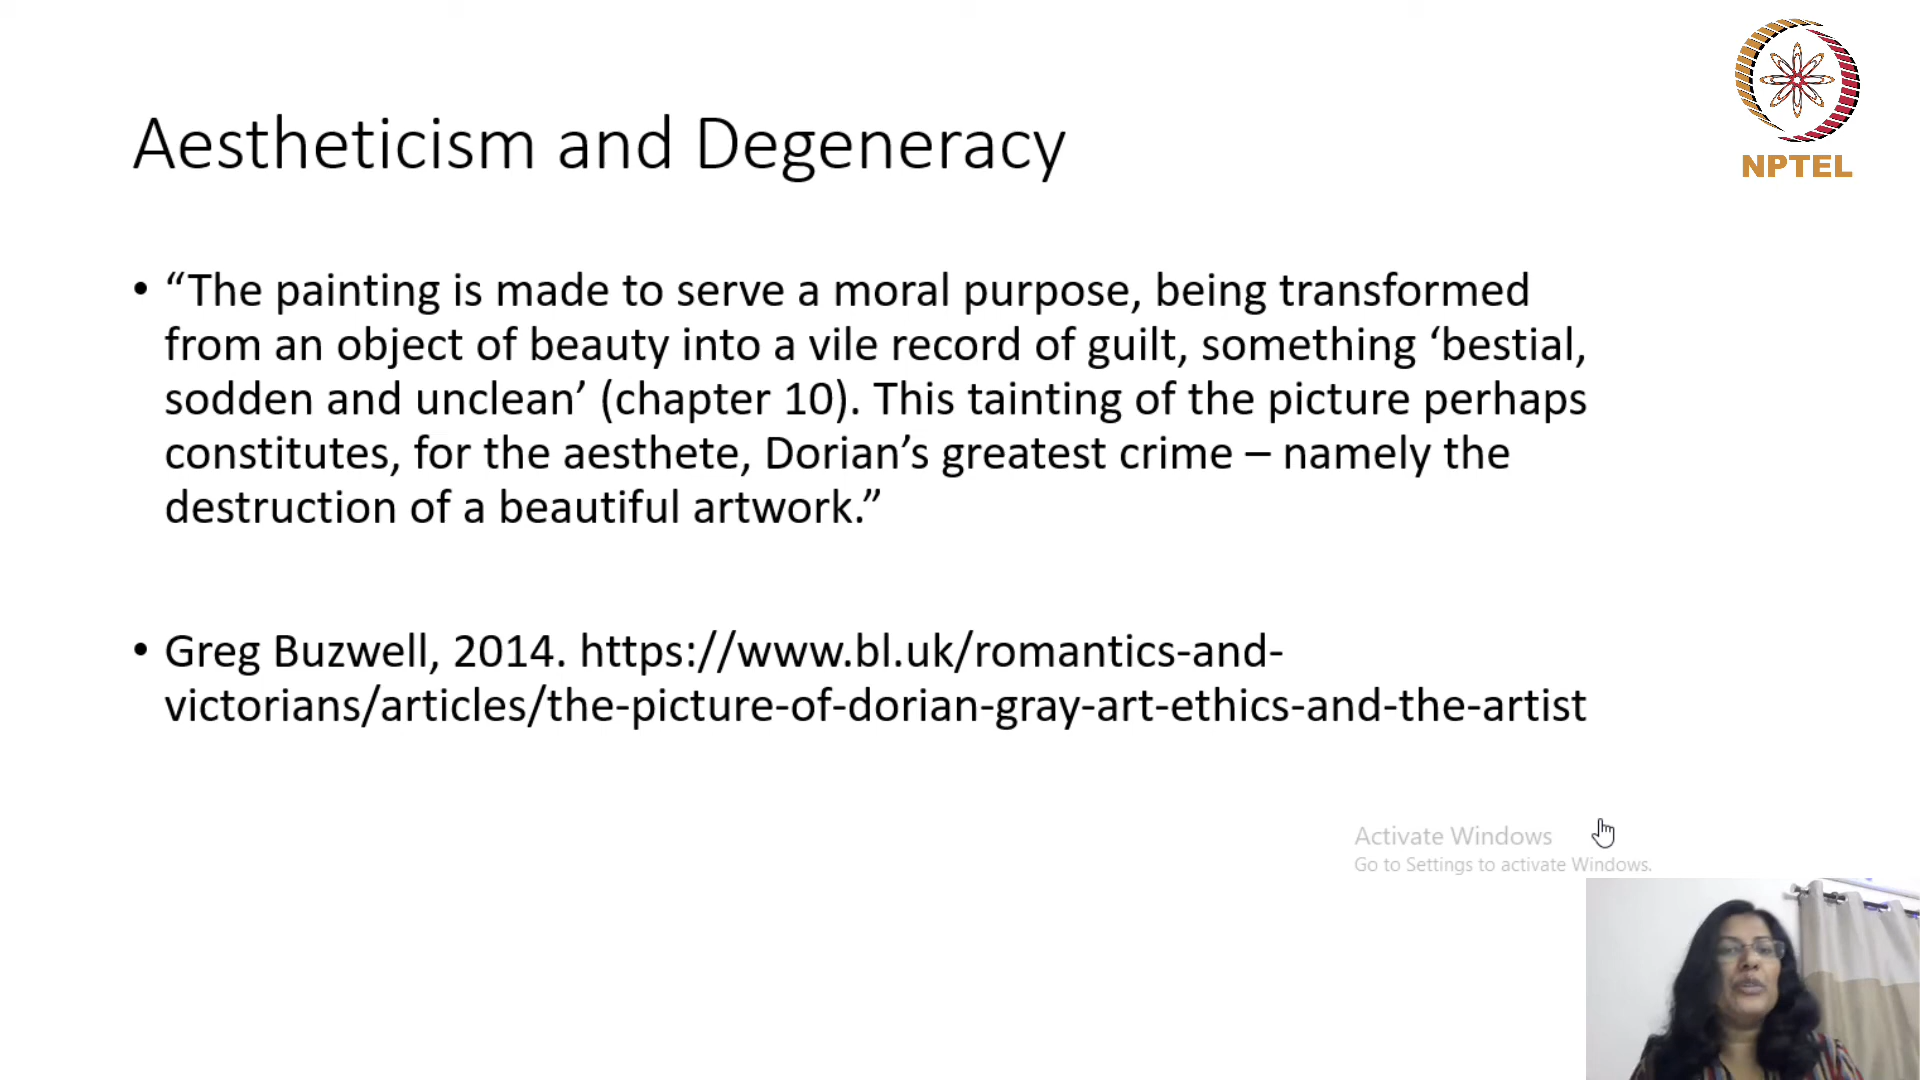 Aestheticism and Degeneracy
NPTEL
• “The painting is made to serve a moral purpose, being transformed
from an object of beauty into a vile record of guilt, something ‘bestial,
sodden and unclean’ (chapter 10). This tainting of the picture perhaps
constitutes, for the aesthete, Dorian’s greatest crime – namely the
destruction of a beautiful artwork.”
• Greg Buzwell, 2014. https://www.bl.uk/romantics-and-
victorians/articles/the-picture-of-dorian-gray-art-ethics-and-the-artist
Activate Windows
Go to Settings to activate Windows.